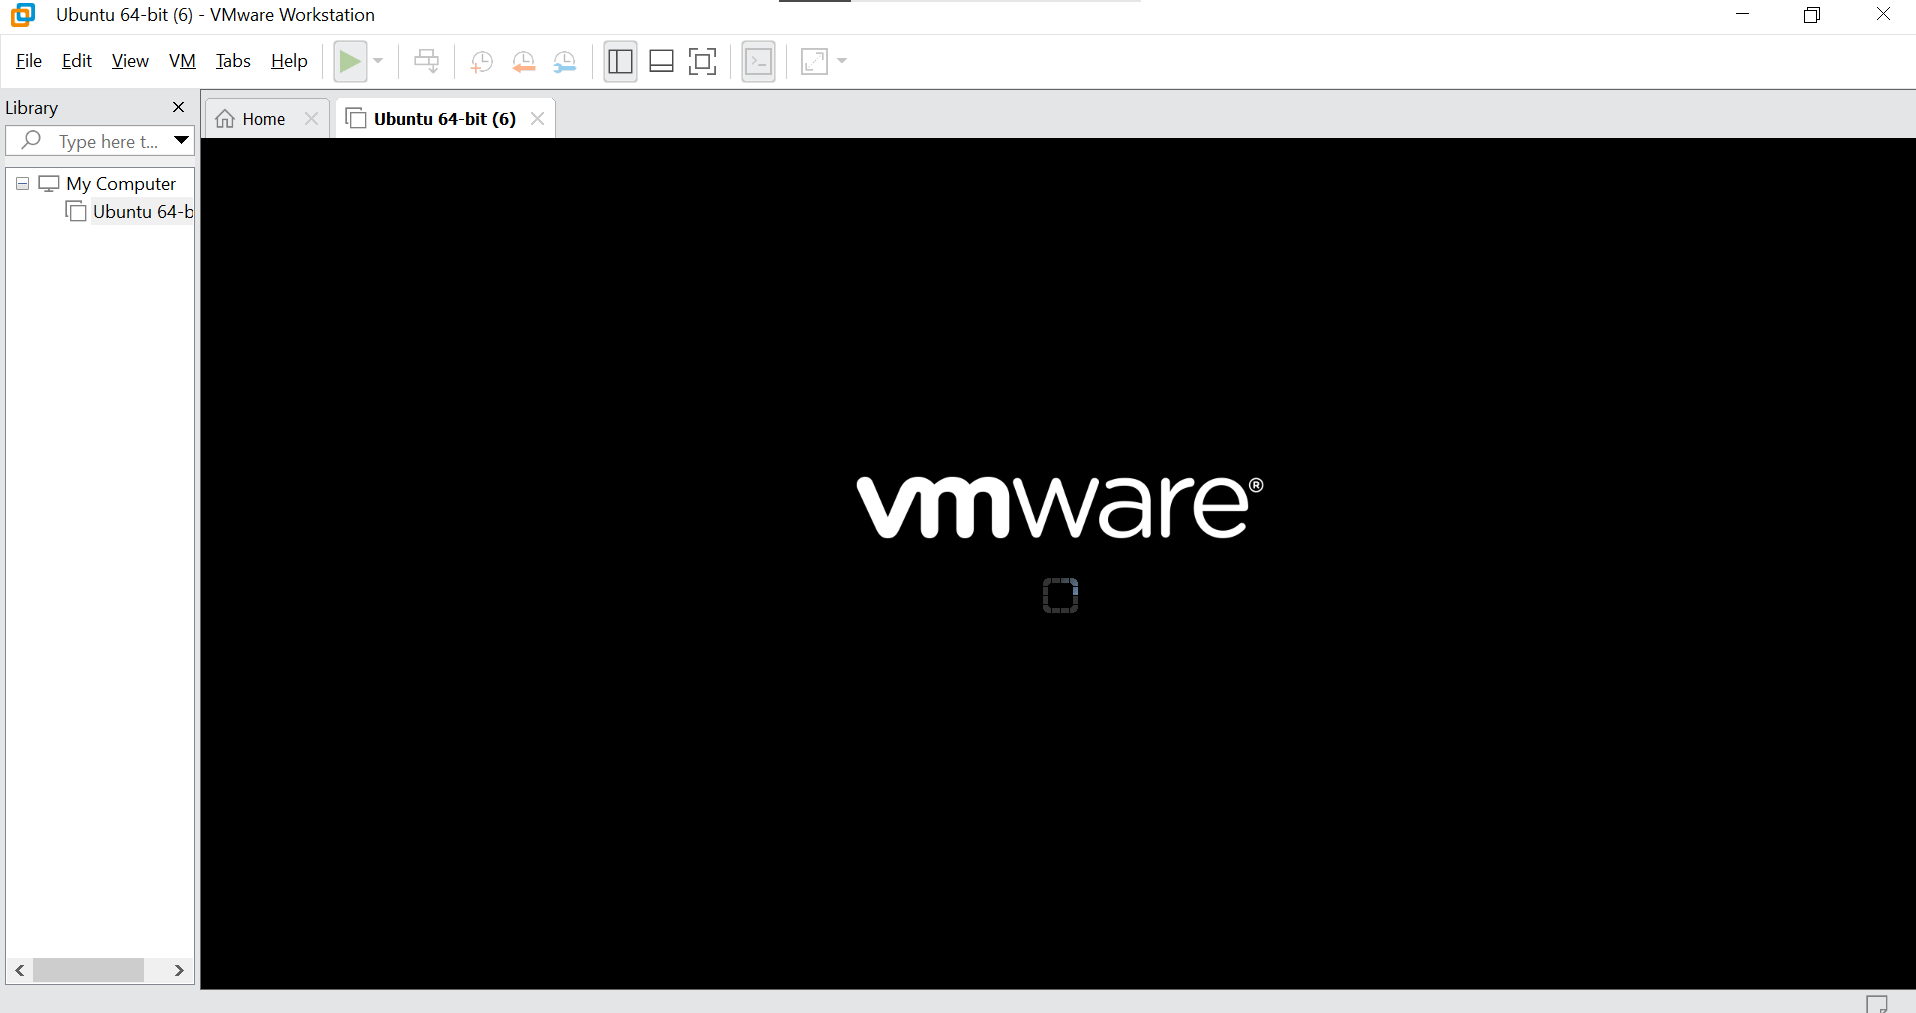 Ubuntu 64-bit (6) - VMware Workstation
File Edit View VM Tabs Help
Library
Home
Ubuntu 64-bit (6)
Type here t...
My Computer
Ubuntu 64-b
vmware®